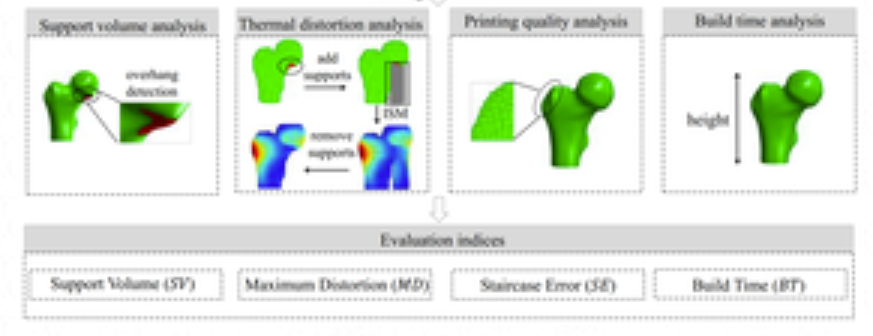 Support volume analysis
overhang
detection
Thermal distortion analysis
add
supports
ISM
remove
supports
Printing quality analysis
Build time analysis
height
Evaluation indices
Support Volume (SV)
Maximum Distortion (MD)
Staircase Error (SE)
Build Time (BT)